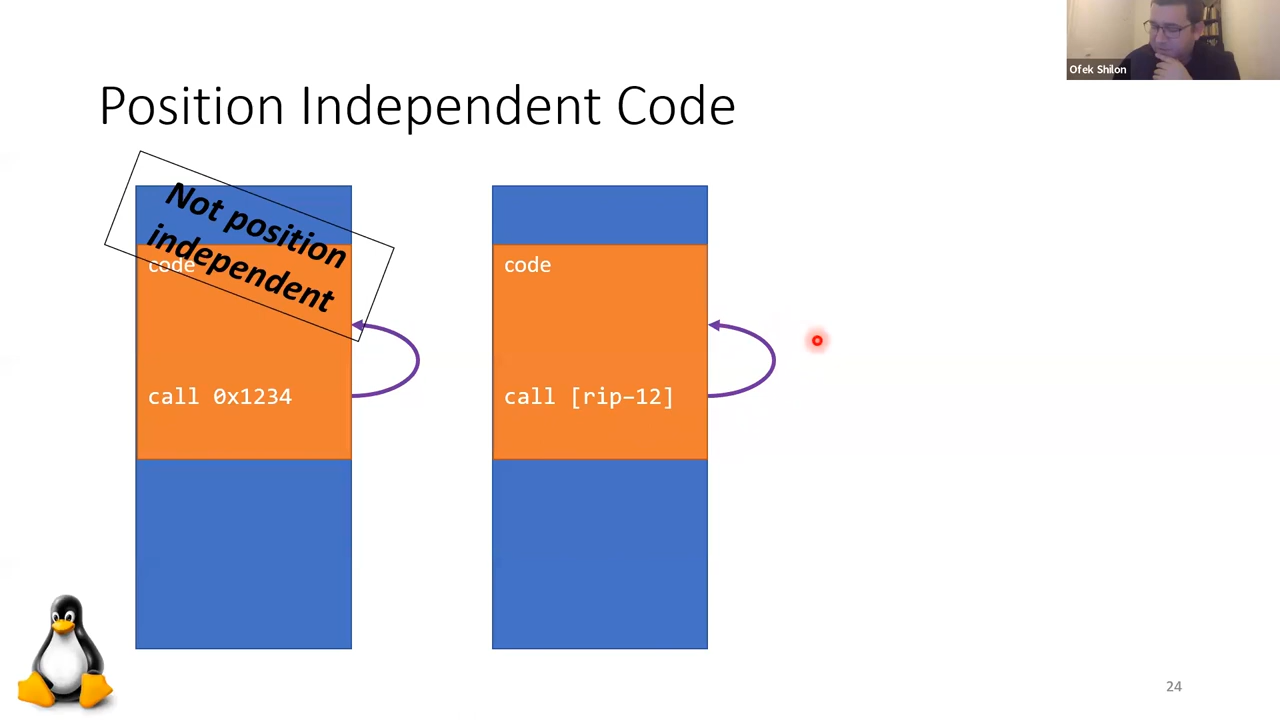 Ofek Shilon
Position Independent Code
Not position
independent
code
call 0x1234
code
call [rip-12]
24